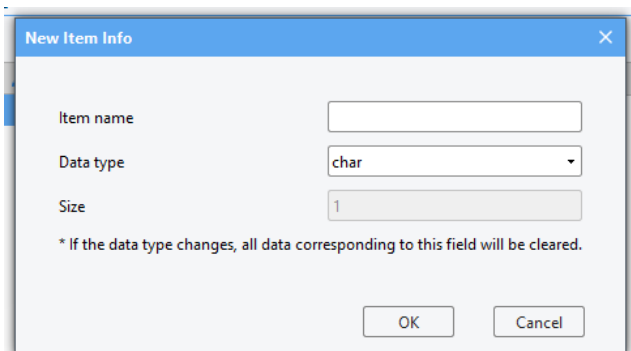 New Item Info
Item name
Data type char
Size 1
* If the data type changes, all data corresponding to this field will be cleared.
OK Cancel